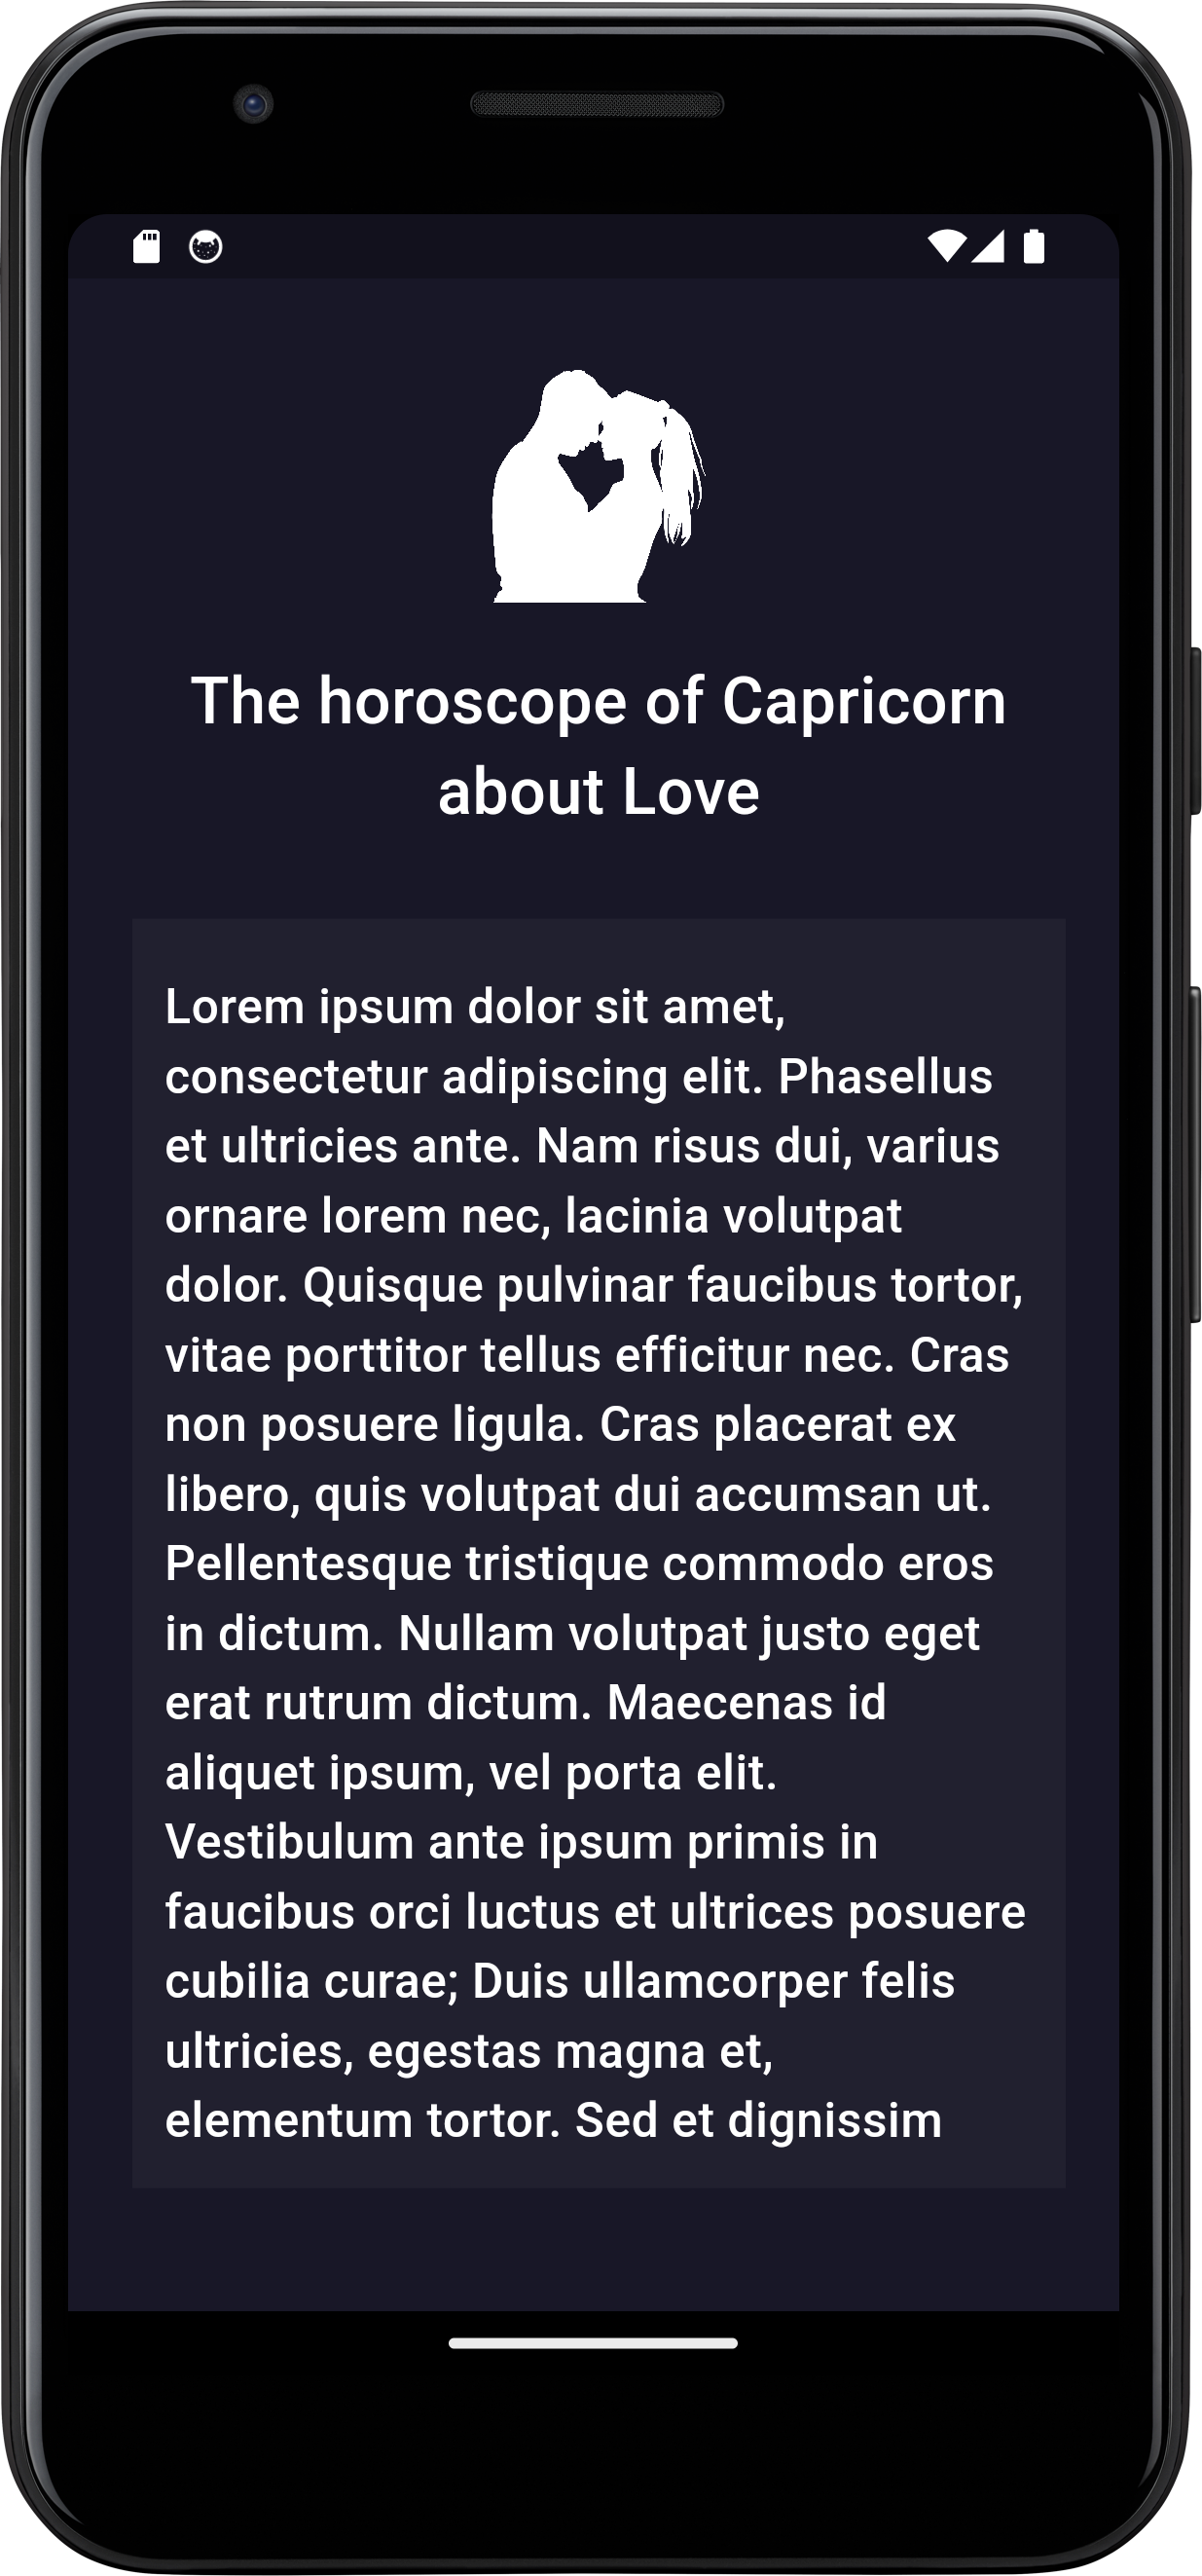 The horoscope of Capricorn
about Love
Lorem ipsum dolor sit amet,
consectetur adipiscing elit. Phasellus
et ultricies ante. Nam risus dui, varius
ornare lorem nec, lacinia volutpat
dolor. Quisque pulvinar faucibus tortor,
vitae porttitor tellus efficitur nec. Cras
non posuere ligula. Cras placerat ex
libero, quis volutpat dui accumsan ut.
Pellentesque tristique commodo eros
in dictum. Nullam volutpat justo eget
erat rutrum dictum. Maecenas id
aliquet ipsum, vel porta elit.
Vestibulum ante ipsum primis in
faucibus orci luctus et ultrices posuere
cubilia curae; Duis ullamcorper felis
ultricies, egestas magna et,
elementum tortor. Sed et dignissim